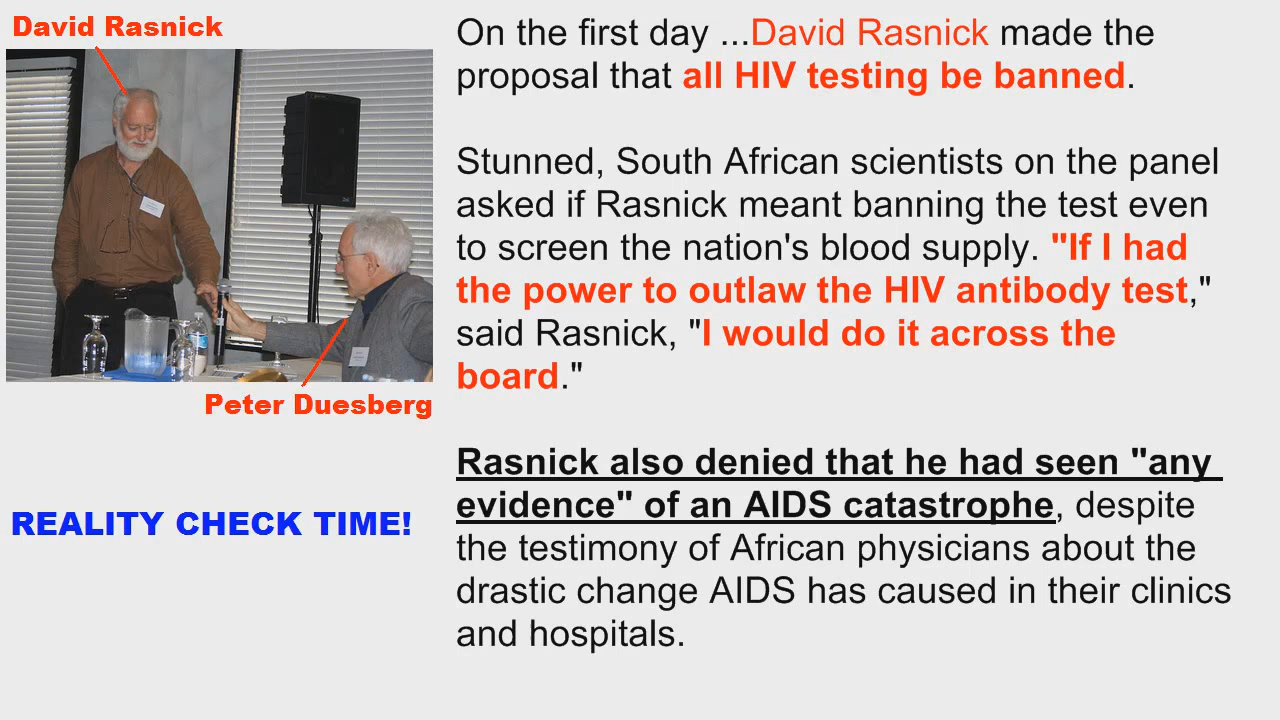 David Rasnick
Peter Duesberg
REALITY CHECK TIME!
On the first day ...David Rasnick made the
proposal that all HIV testing be banned.
Stunned, South African scientists on the panel
asked if Rasnick meant banning the test even
to screen the nation's blood supply. "If I had
the power to outlaw the HIV antibody test,"
said Rasnick, "I would do it across the
board."
Rasnick also denied that he had seen "any
evidence" of an AIDS catastrophe, despite
the testimony of African physicians about the
drastic change AIDS has caused in their clinics
and hospitals.